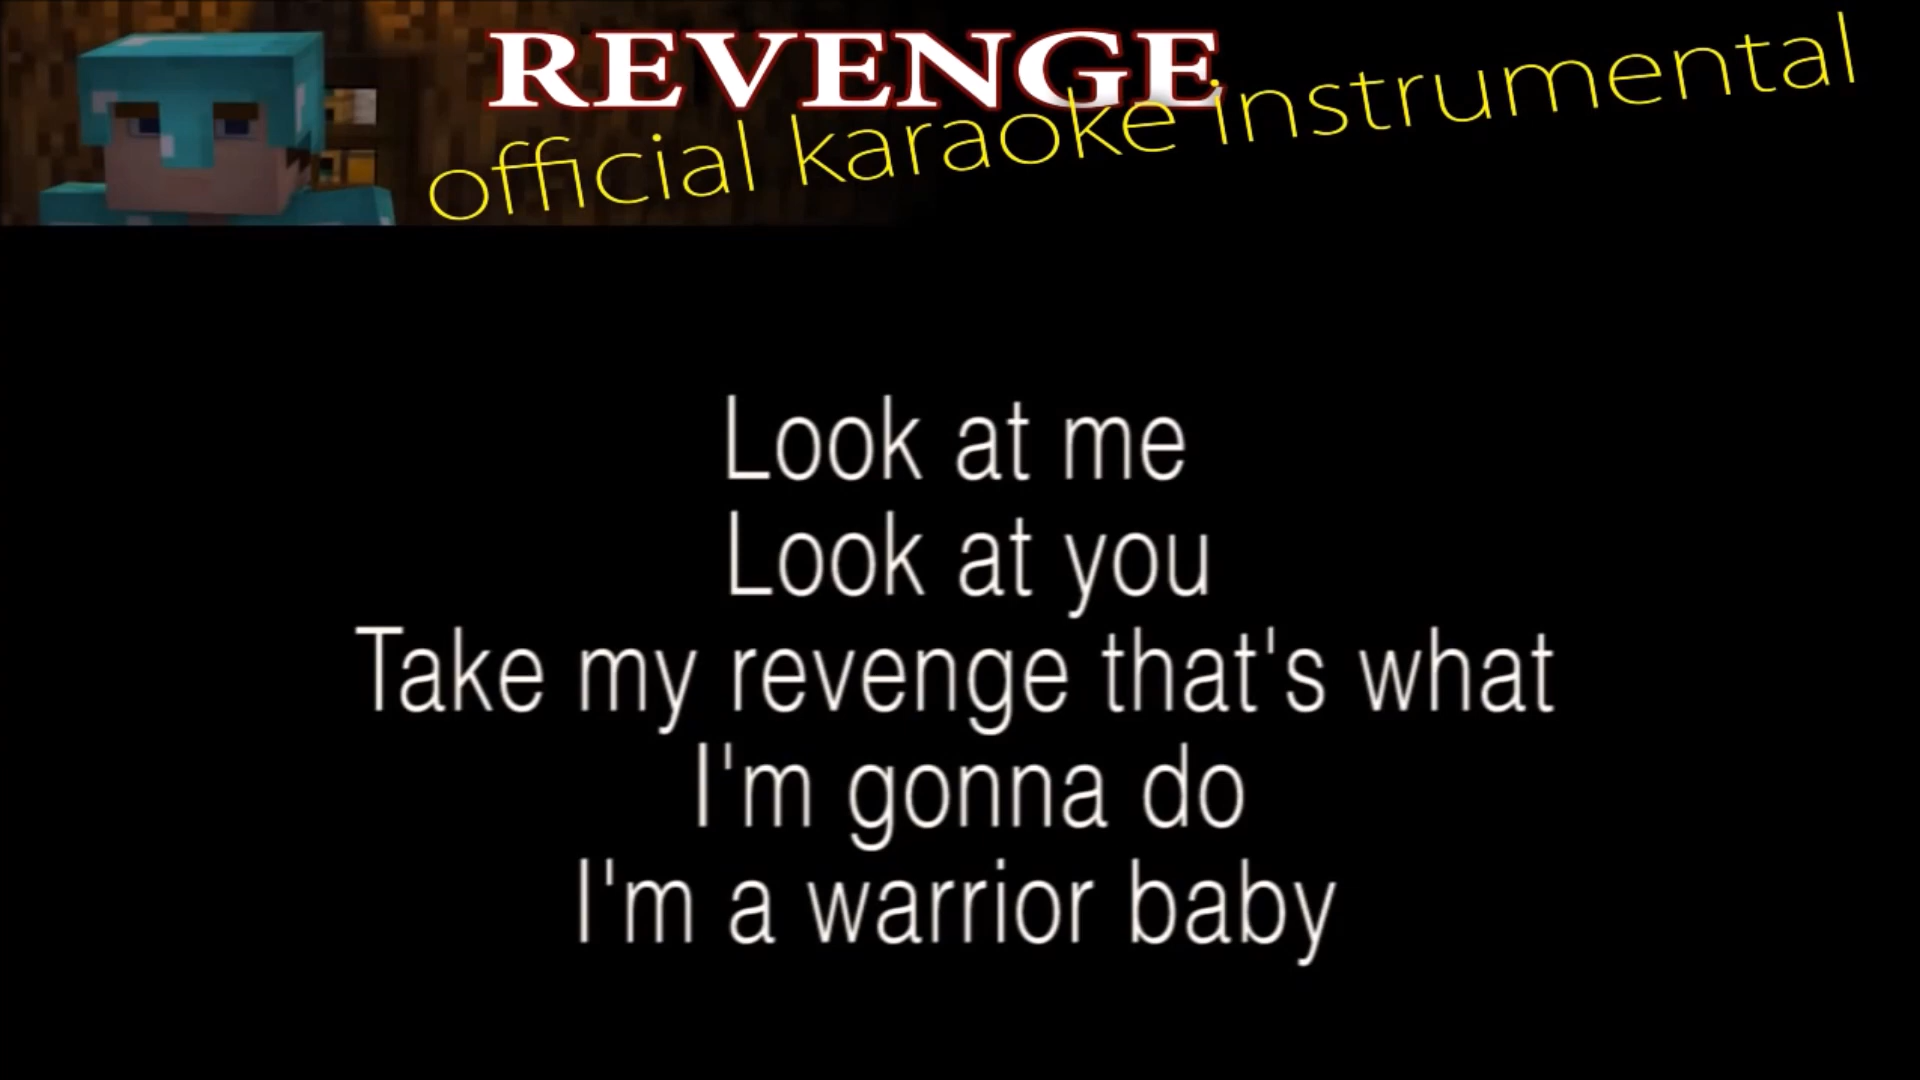 REVENGE
official karaoke instrumental
Look at me
Look at you
Take my revenge that's what
I'm gonna do
I'm a warrior baby